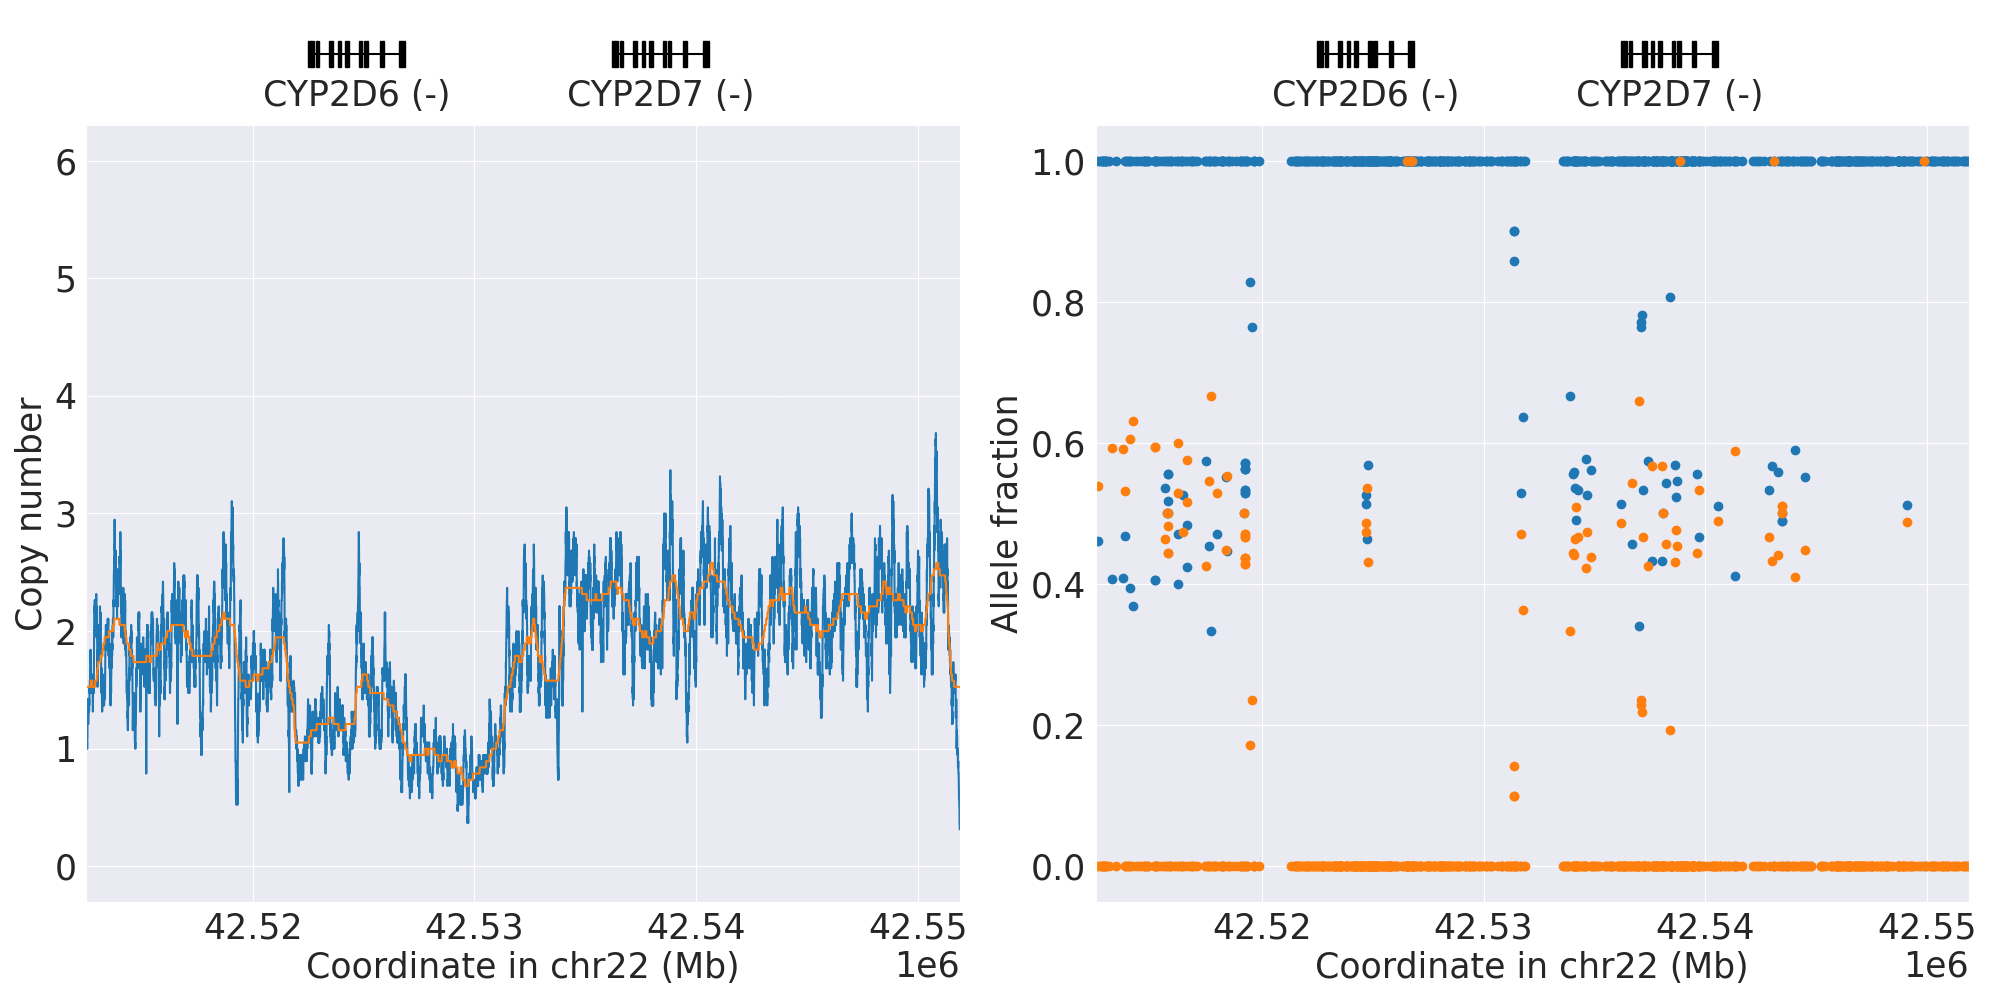 CYP2D6 (-) CYP2D7 (-)
6
5
4
3
2
1
0
Copy number
42.52 42.53 42.54 42.55
Coordinate in chr22 (Mb) 1e6
CYP2D6 (-) CYP2D7 (-)
1.0
0.8
0.6
0.4
0.2
0.0
Allele fraction
42.52 42.53 42.54 42.55
Coordinate in chr22 (Mb) 1e6